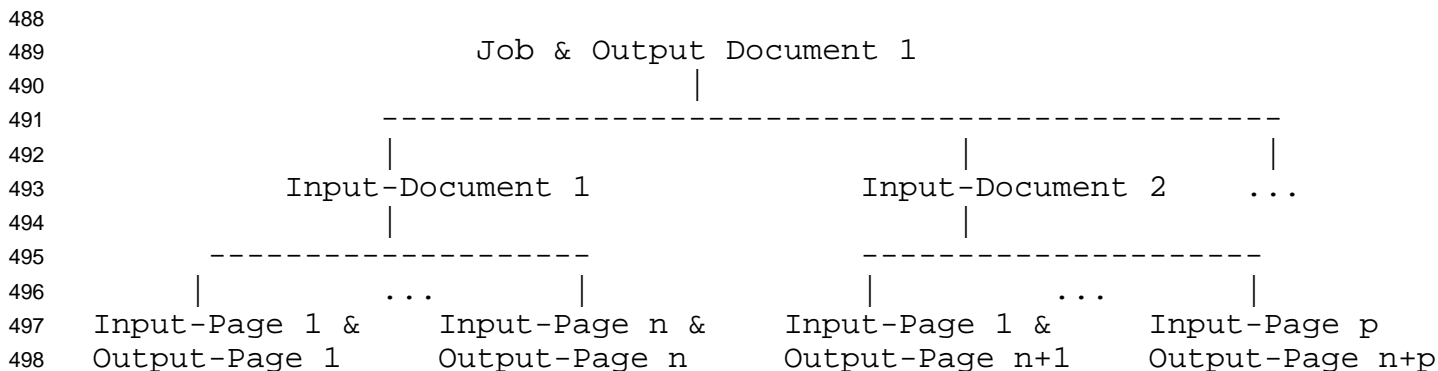 488
489 Job & Output Document 1
490 |
491 -----------------------------------------------
492 | | |
493 Input-Document 1 Input-Document 2 ...
494 | |
495 -------------------- ---------------------
496 | ... | | ... |
497 Input-Page 1 & Input-Page n & Input-Page 1 & Input-Page p
498 Output-Page 1 Output-Page n Output-Page n+1 Output-Page n+p